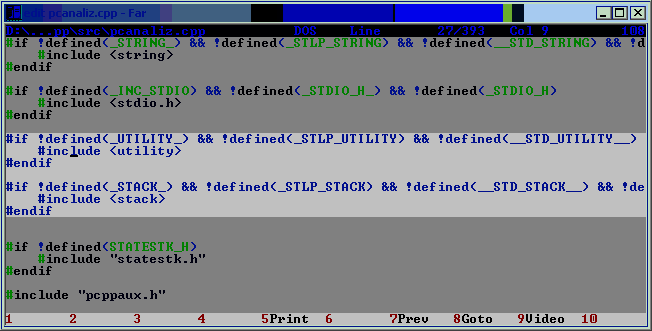 pcanaliz.cpp - Far
D:\...pp\src\pcanaliz.cpp DOS Line 27/393 Col 9 108
#if !defined(_STRING_) && !defined(_STLP_STRING) && !defined(__STD_STRING) && !d
#include <string>
#endif
#if !defined(_INC_STDIO) && !defined(_STDIO_H_) && !defined(_STDIO_H)
#include <stdio.h>
#endif
#if !defined(_UTILITY_) && !defined(_STLP_UTILITY) && !defined(__STD_UTILITY__)
#include <utility>
#endif
#if !defined(_STACK_) && !defined(_STLP_STACK) && !defined(__STD_STACK__) && !de
#include <stack>
#endif
#if !defined(STATESTK_H)
#include "statestk.h"
#endif
#include "pcppaux.h"
1 2 3 4 5Print 6 7Prev 8Goto 9Video 10